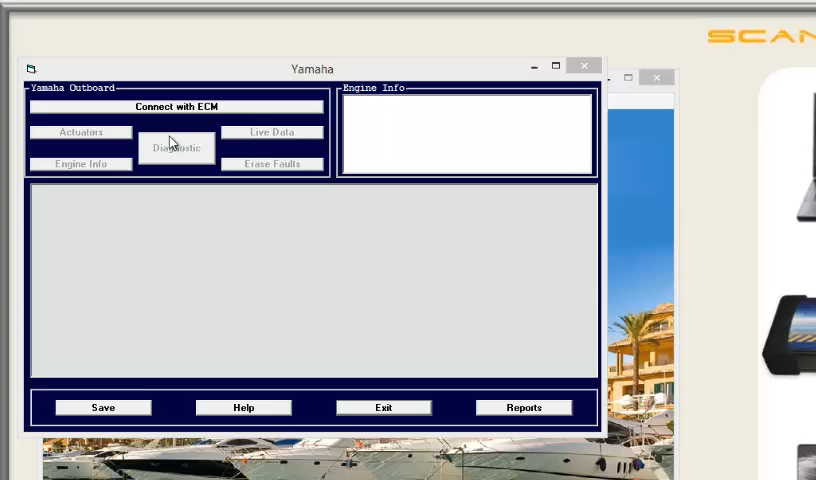 SCAN
Yamaha
Yamaha Outboard
Engine Info
Connect with ECM
Actuators
Live Data
Diagnostic
Engine Info
Erase Faults
Save
Help
Exit
Reports